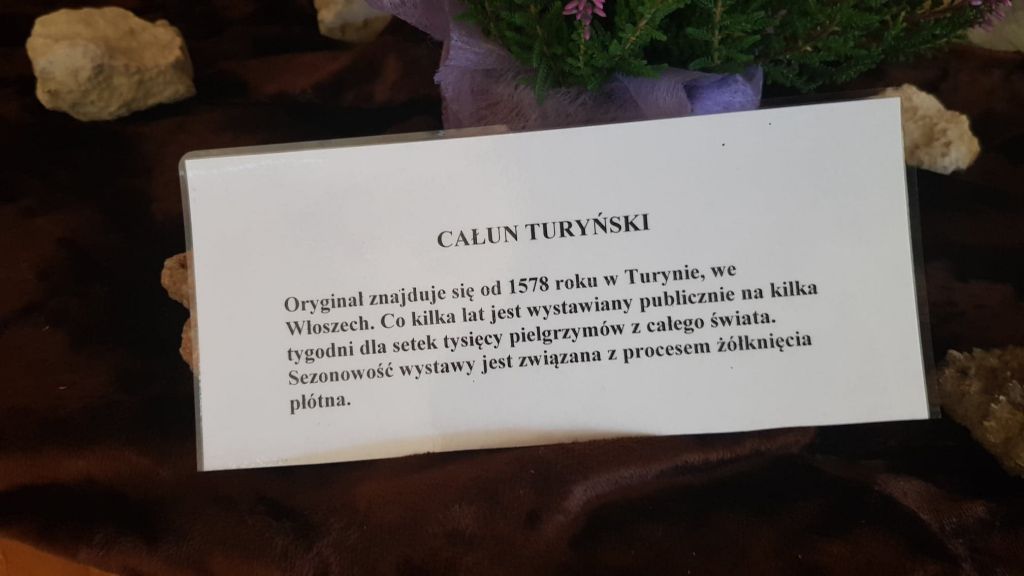 CAŁUN TURYŃSKI
Oryginał znajduje się od 1578 roku w Turynie, we
Włoszech. Co kilka lat jest wystawiany publicznie na kilka
tygodni dla setek tysięcy pielgrzymów z całego świata.
Sezonowość wystawy jest związana z procesem żółknięcia
płótna.